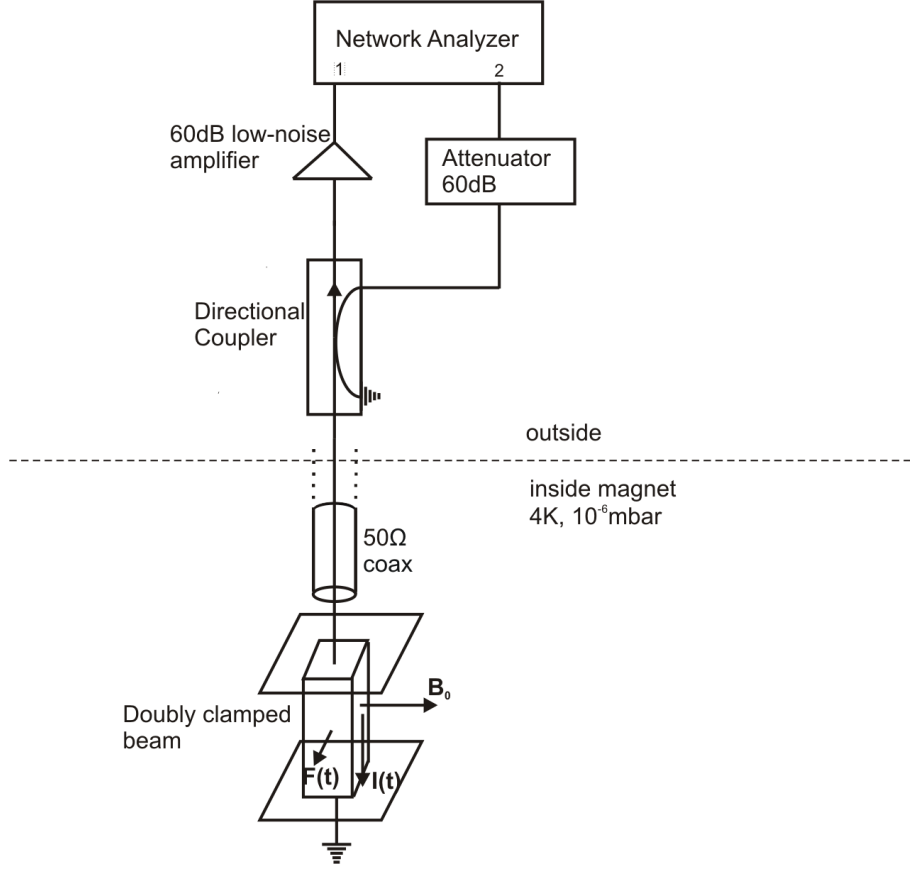 Network Analyzer
1
2
60dB low-noise
amplifier
Attenuator
60dB
Directional
Coupler
outside
inside magnet
4K, 10⁻⁶mbar
50Ω
coax
B₀
Doubly clamped
beam
F(t)
I(t)